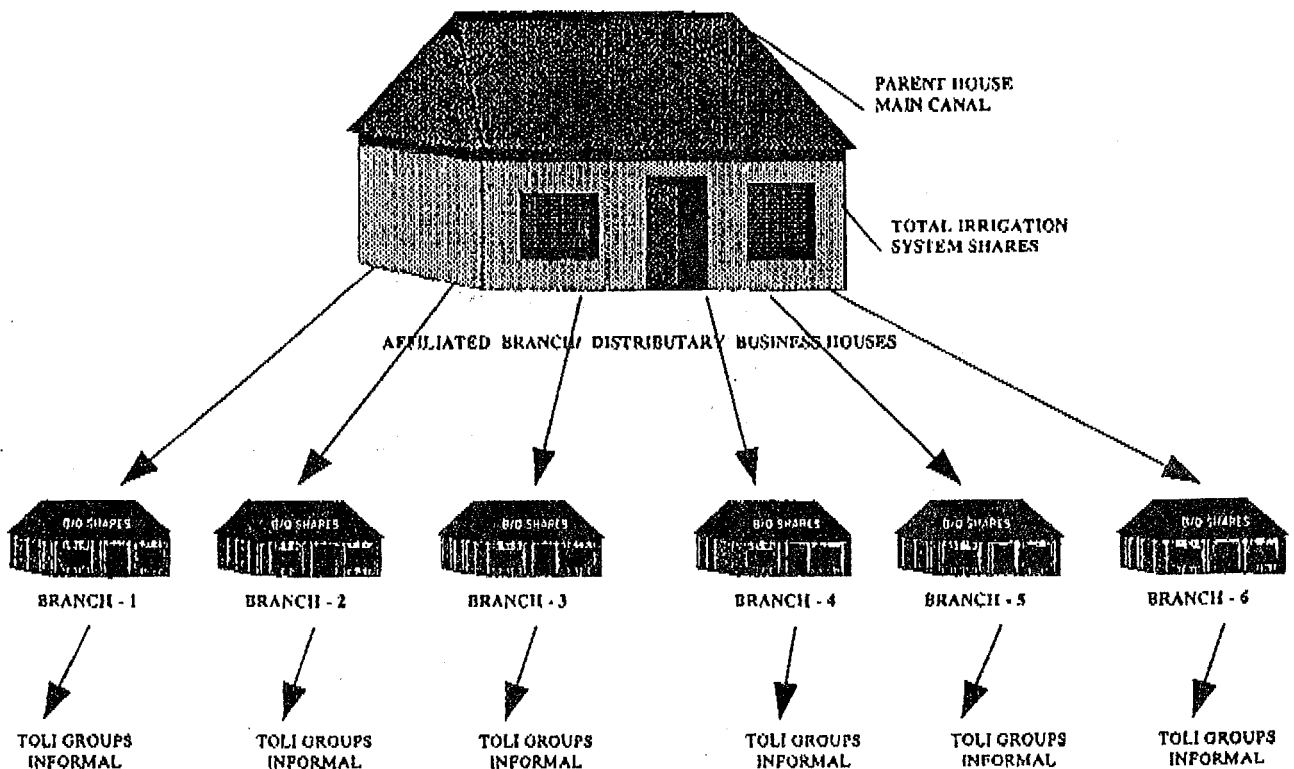 PARENT HOUSE
MAIN CANAL
TOTAL IRRIGATION
SYSTEM SHARES
AFFILIATED BRANCH/ DISTRIBUTARY BUSINESS HOUSES
B/D SHARES B/D SHARES B/D SHARES B/D SHARES B/D SHARES B/D SHARES
BRANCH - 1 BRANCH - 2 BRANCH - 3 BRANCH - 4 BRANCH - 5 BRANCH - 6
TOLI GROUPS TOLI GROUPS TOLI GROUPS TOLI GROUPS TOLI GROUPS TOLI GROUPS
INFORMAL INFORMAL INFORMAL INFORMAL INFORMAL INFORMAL